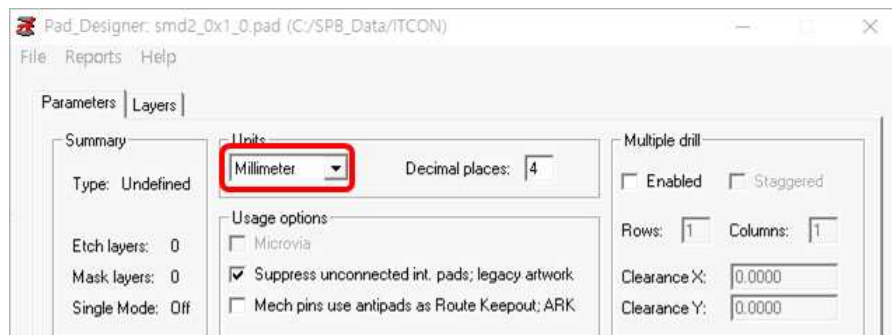 Pad_Designer: smd2_0x1_0.pad (C:/SPB_Data/ITCON)
File Reports Help
Parameters Layers
Summary
Type: Undefined
Etch layers: 0
Mask layers: 0
Single Mode: Off
Units
Millimeter Decimal places: 4
Usage options
Microvia
Suppress unconnected int. pads; legacy artwork
Mech pins use antipads as Route Keepout; ARK
Multiple drill
Enabled Staggered
Rows: 1 Columns: 1
Clearance X: 0.0000
Clearance Y: 0.0000